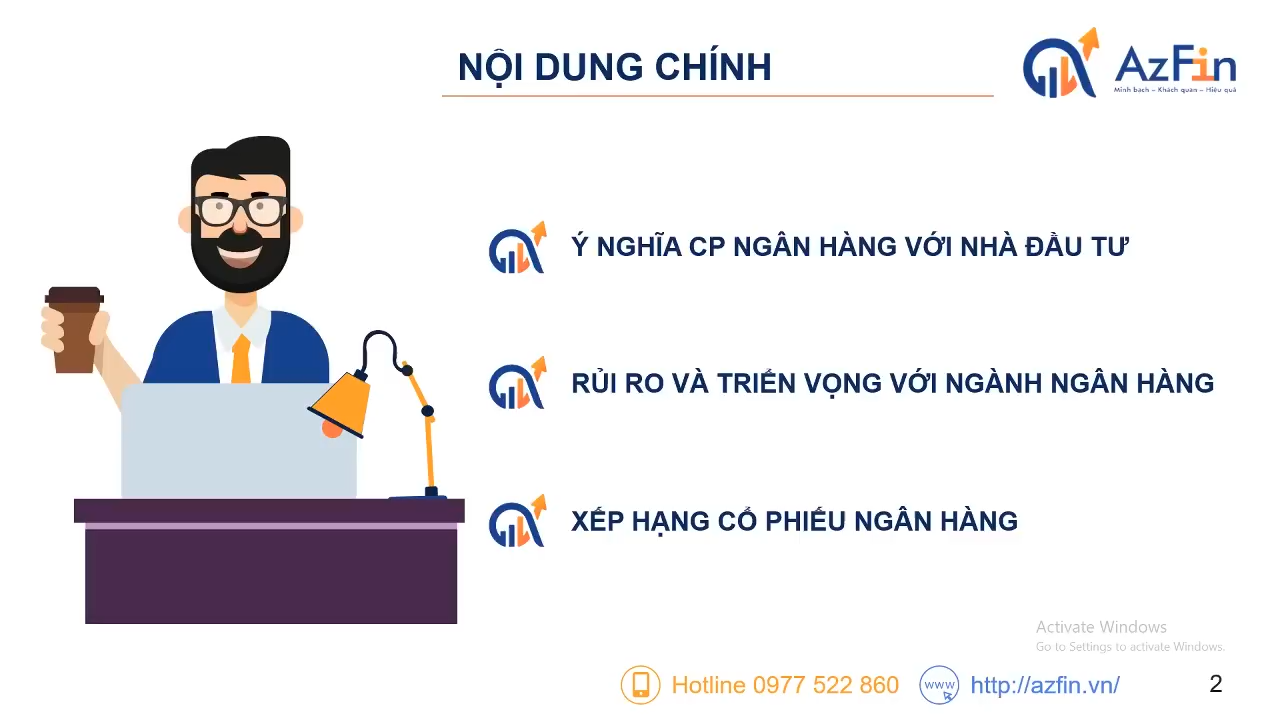 NỘI DUNG CHÍNH
AzFin
Minh bạch – Khách quan – Hiệu quả
Ý NGHĨA CP NGÂN HÀNG VỚI NHÀ ĐẦU TƯ
RỦI RO VÀ TRIỂN VỌNG VỚI NGÀNH NGÂN HÀNG
XẾP HẠNG CỔ PHIẾU NGÂN HÀNG
Activate Windows
Go to Settings to activate Windows.
Hotline 0977 522 860
www
http://azfin.vn/
2